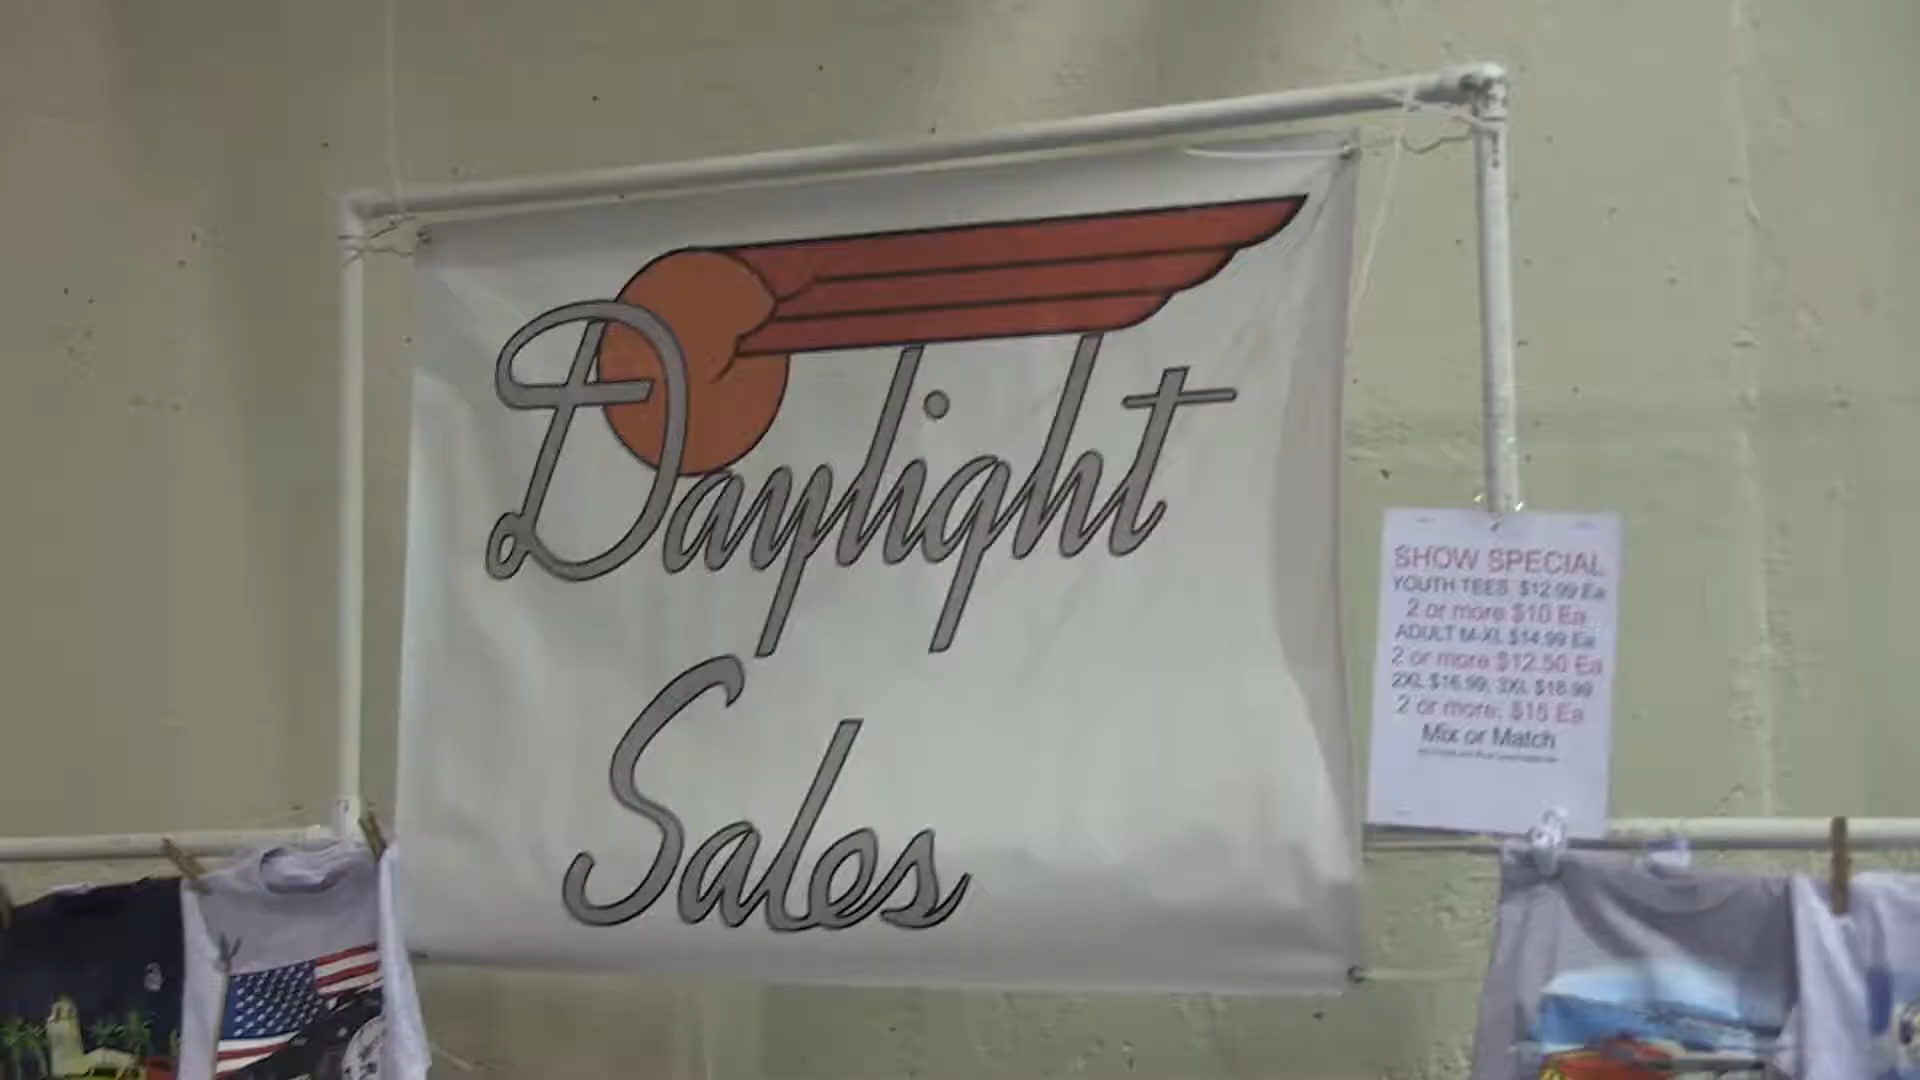 Daylight
Sales
SHOW SPECIAL
YOUTH TEES $12.99 Ea
2 or more $10 Ea
ADULT M-XL $14.99 Ea
2 or more $12.50 Ea
2XL $16.99, 3XL $18.99
2 or more, $15 Ea
Mix or Match